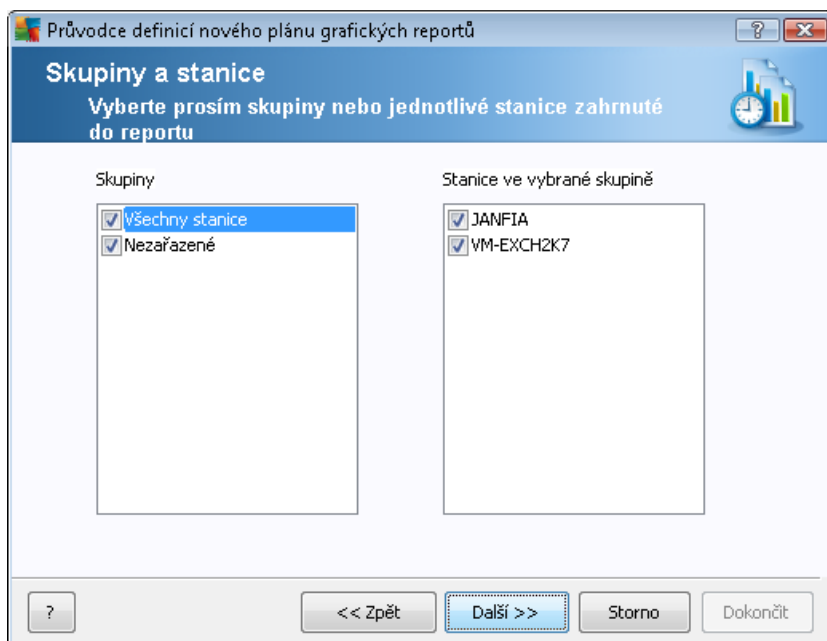 Průvodce definicí nového plánu grafických reportů
?
Skupiny a stanice
Vyberte prosím skupiny nebo jednotlivé stanice zahrnuté
do reportu
Skupiny
Všechny stanice
Nezařazené
Stanice ve vybrané skupině
JANFIA
VM-EXCH2K7
?
<< Zpět
Další >>
Storno
Dokončit